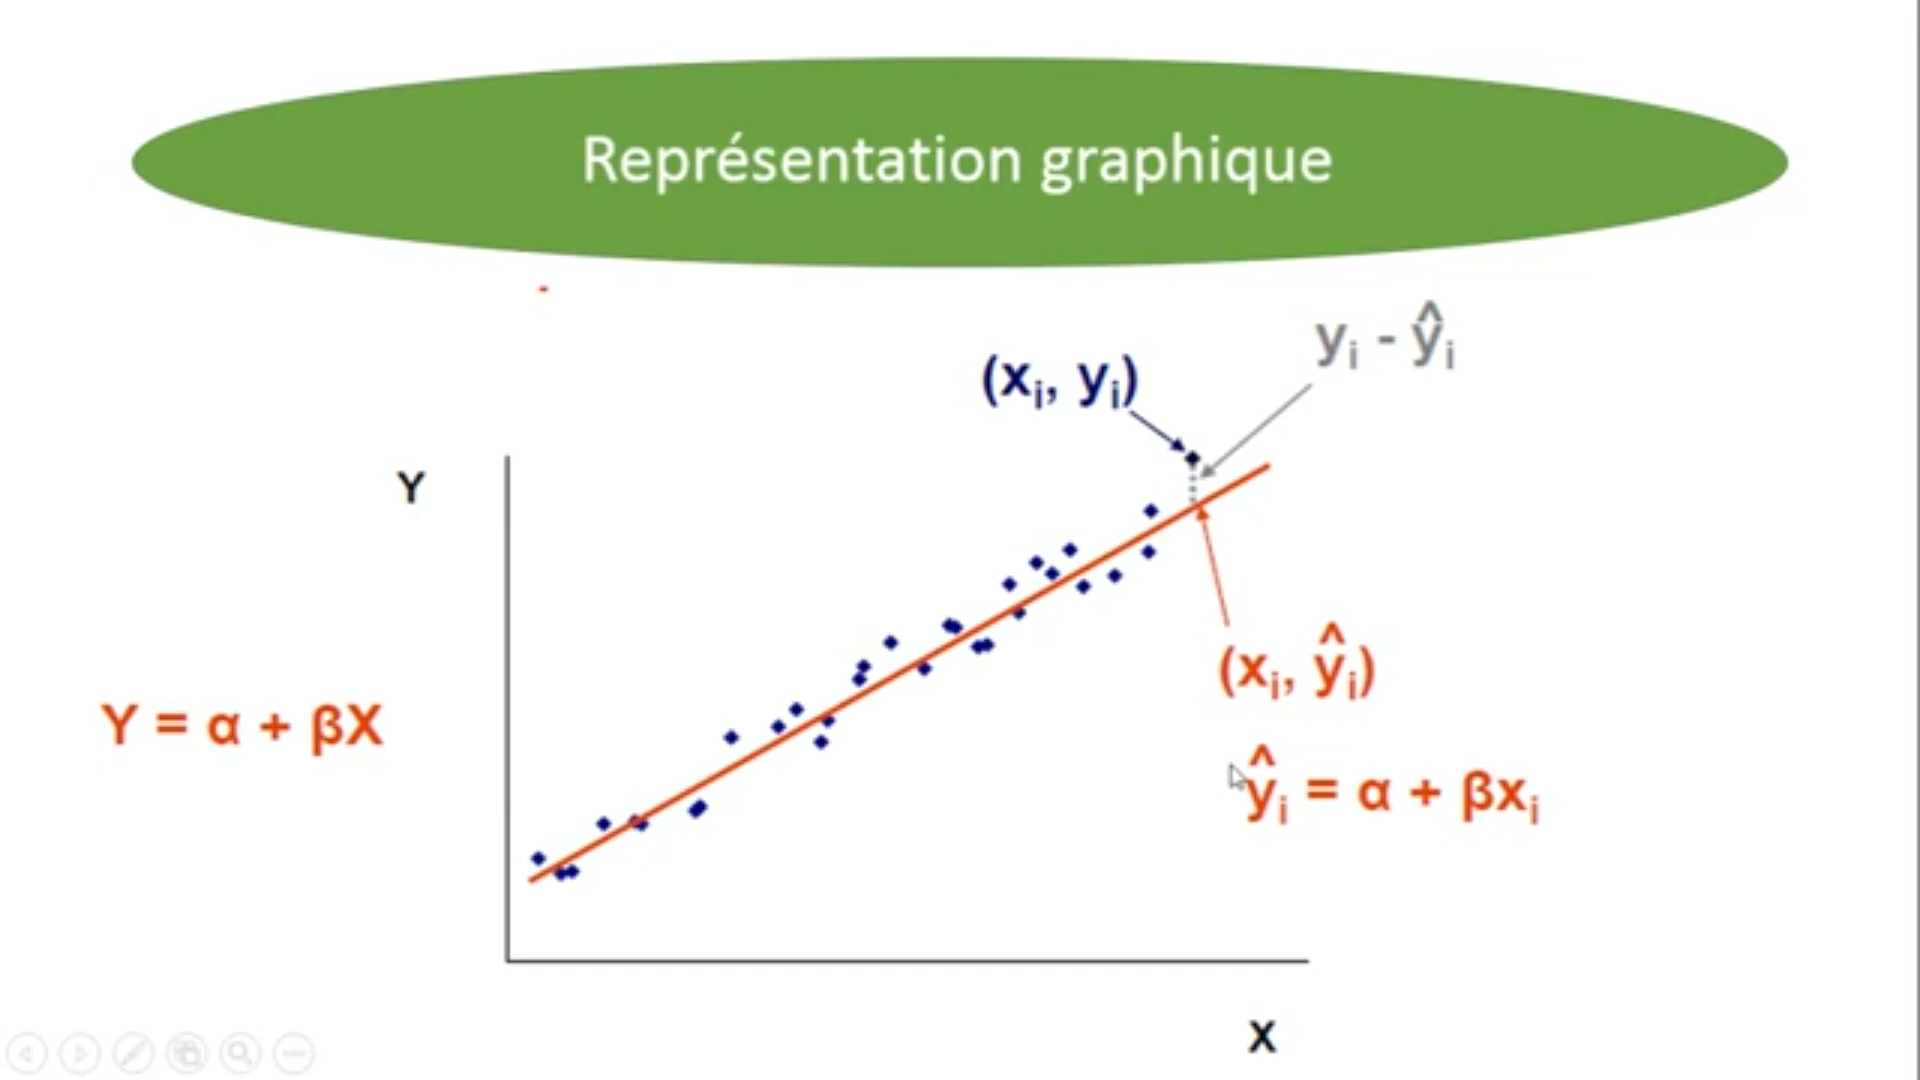 Représentation graphique
yᵢ - ŷᵢ
(xᵢ, yᵢ)
Y
(xᵢ, ŷᵢ)
Y = α + βX
ŷᵢ = α + βxᵢ
X